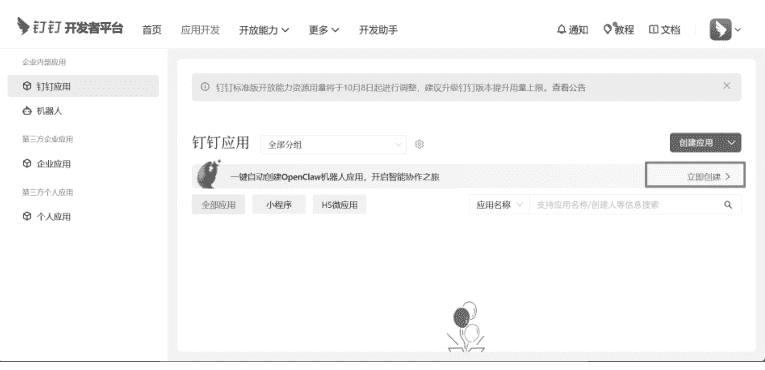 钉钉 开发者平台 首页 应用开发 开放能力 更多 开发助手 通知 教程 文档
企业内部应用
钉钉应用
机器人
第三方企业应用
企业应用
第三方个人应用
个人应用
钉钉标准版开放能力资源用量将于10月8日起进行调整，建议升级钉钉版本提升用量上限。查看公告
钉钉应用 全部分组 创建应用
一键自动创建OpenClaw机器人应用，开启智能协作之旅 立即创建
全部应用 小程序 H5微应用 应用名称 支持应用名称/创建人等信息搜索